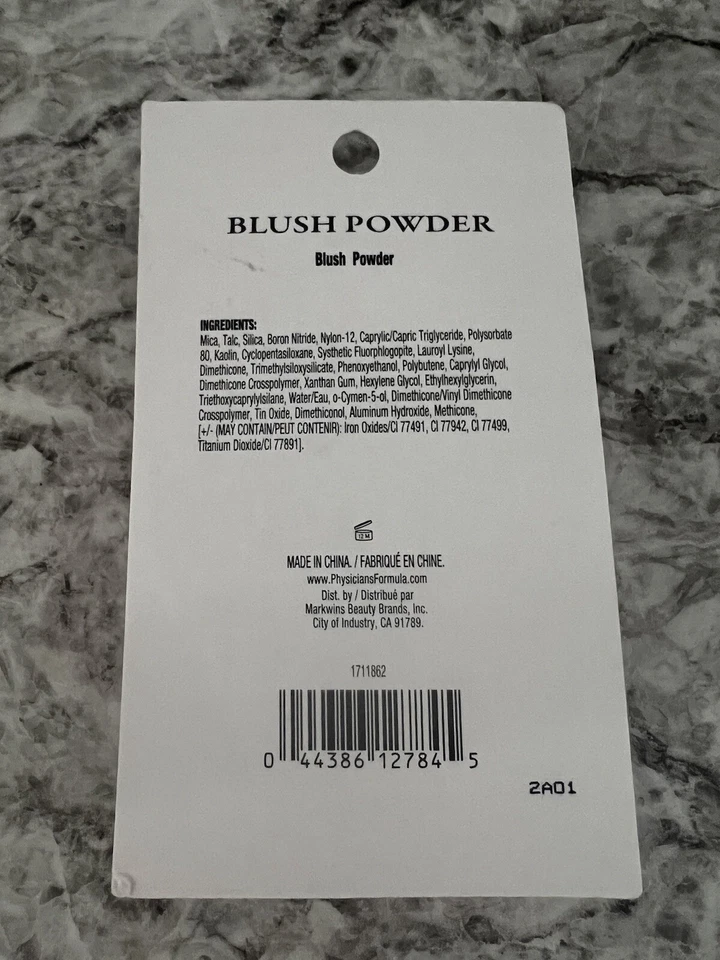 BLUSH POWDER
Blush Powder
INGREDIENTS:
Mica, Talc, Silica, Boron Nitride, Nylon-12, Caprylic/Capric Triglyceride, Polysorbate
80, Kaolin, Cyclopentasiloxane, Systhetic Fluorphlogopite, Lauroyl Lysine,
Dimethicone, Trimethylsiloxysilicate, Phenoxyethanol, Polybutene, Caprylyl Glycol,
Dimethicone Crosspolymer, Xanthan Gum, Hexylene Glycol, Ethylhexylglycerin,
Triethoxycaprylylsilane, Water/Eau, o-Cymen-5-ol, Dimethicone/Vinyl Dimethicone
Crosspolymer, Tin Oxide, Dimethiconol, Aluminum Hydroxide, Methicone,
[+/- (MAY CONTAIN/PEUT CONTENIR): Iron Oxides/CI 77491, CI 77942, CI 77499,
Titanium Dioxide/CI 77891].
12 M
MADE IN CHINA. / FABRIQUÉ EN CHINE.
www.PhysiciansFormula.com
Dist. by / Distribué par
Markwins Beauty Brands, Inc.
City of Industry, CA 91789.
1711862
0 44386 12784 5
2A01